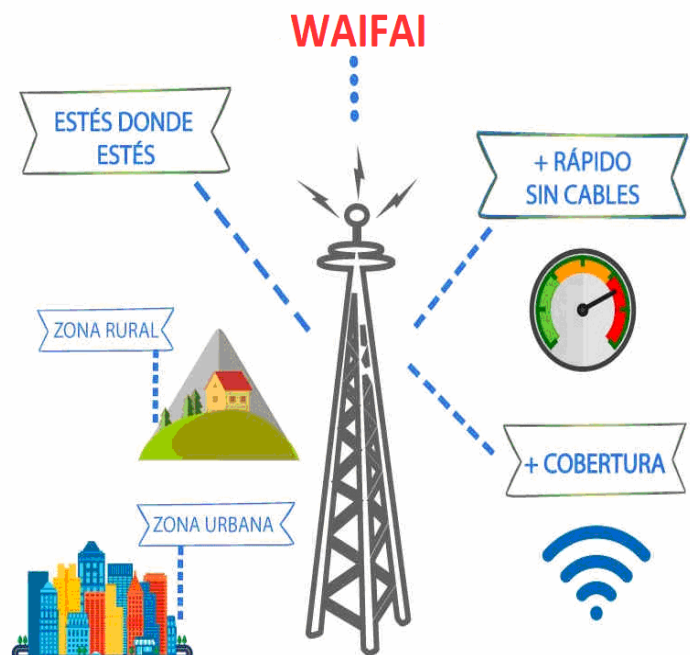 WAIFAI
ESTÉS DONDE
ESTÉS
+ RÁPIDO
SIN CABLES
ZONA RURAL
+ COBERTURA
ZONA URBANA